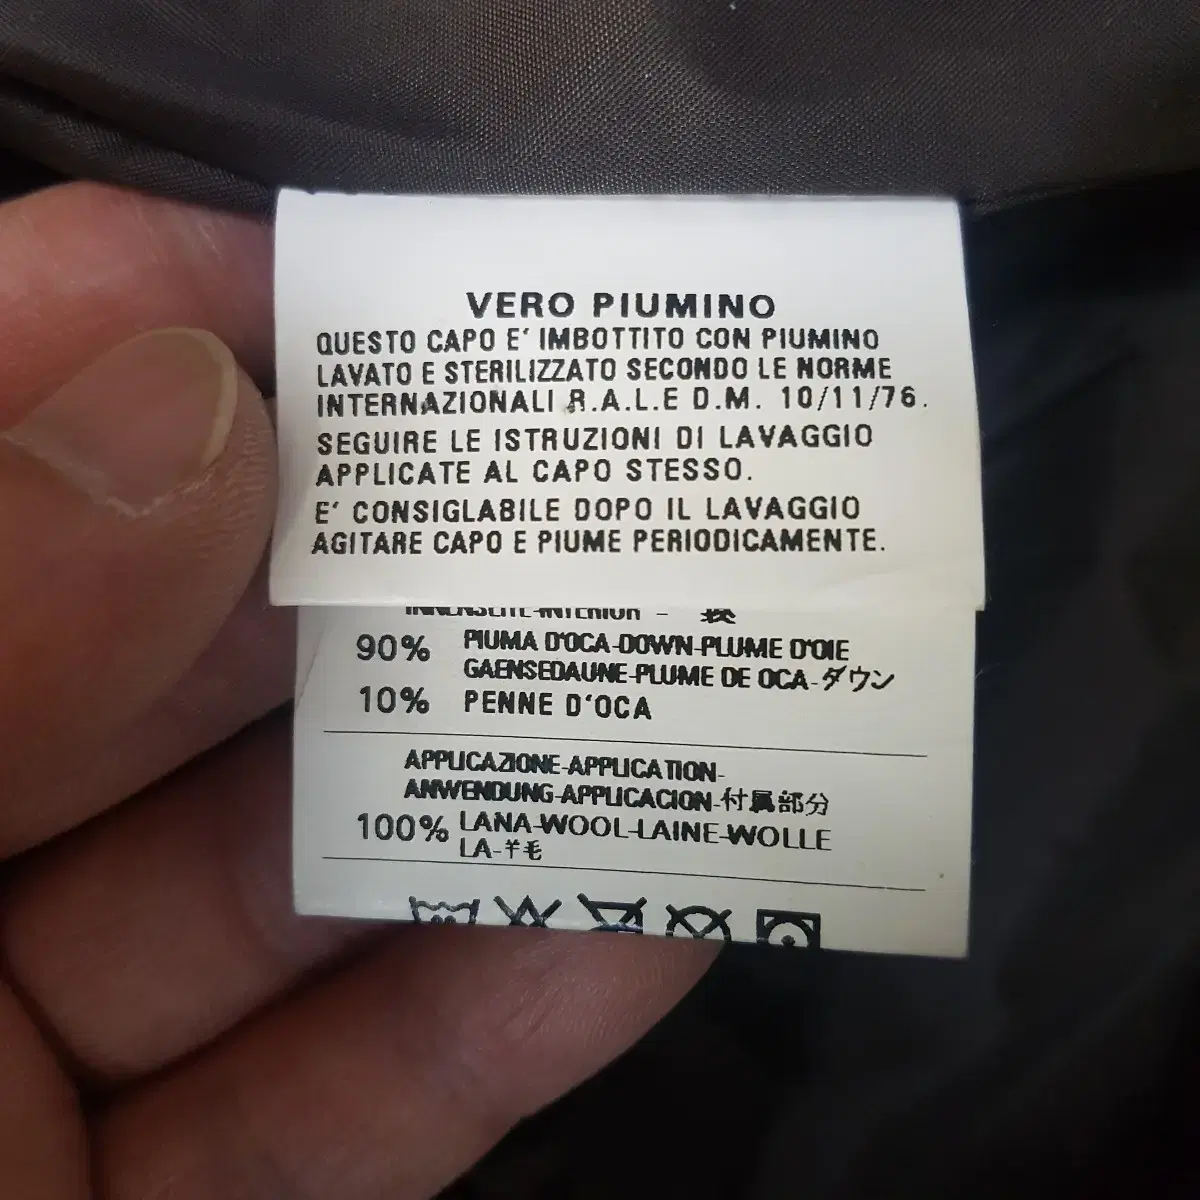 VERO PIUMINO
QUESTO CAPO E' IMBOTTITO CON PIUMINO
LAVATO E STERILIZZATO SECONDO LE NORME
INTERNAZIONALI R.A.L.E D.M. 10/11/76.
SEGUIRE LE ISTRUZIONI DI LAVAGGIO
APPLICATE AL CAPO STESSO.
E' CONSIGLABILE DOPO IL LAVAGGIO
AGITARE CAPO E PIUME PERIODICAMENTE.
90% PIUMA D'OCA-DOWN-PLUME D'OIE
GAENSEDAUNE-PLUME DE OCA-ダウン
10% PENNE D'OCA
APPLICAZIONE-APPLICATION-
ANWENDUNG-APPLICACION-付属部分
100% LANA-WOOL-LAINE-WOLLE
LA-羊毛